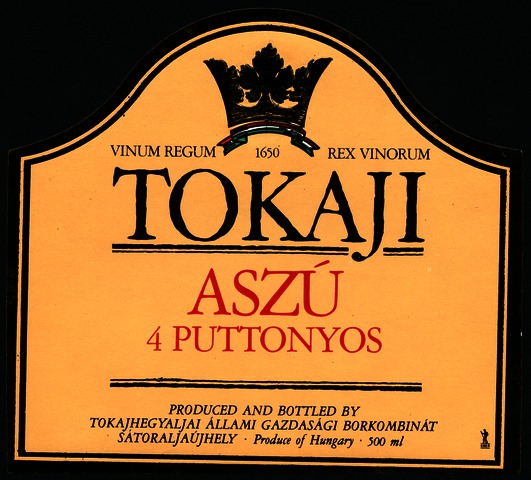 VINUM REGUM 1650 REX VINORUM
TOKAJI
ASZÚ
4 PUTTONYOS
PRODUCED AND BOTTLED BY
TOKAJHEGYALJAI ÁLLAMI GAZDASÁGI BORKOMBINÁT
SÁTORALJAÚJHELY · Produce of Hungary · 500 ml